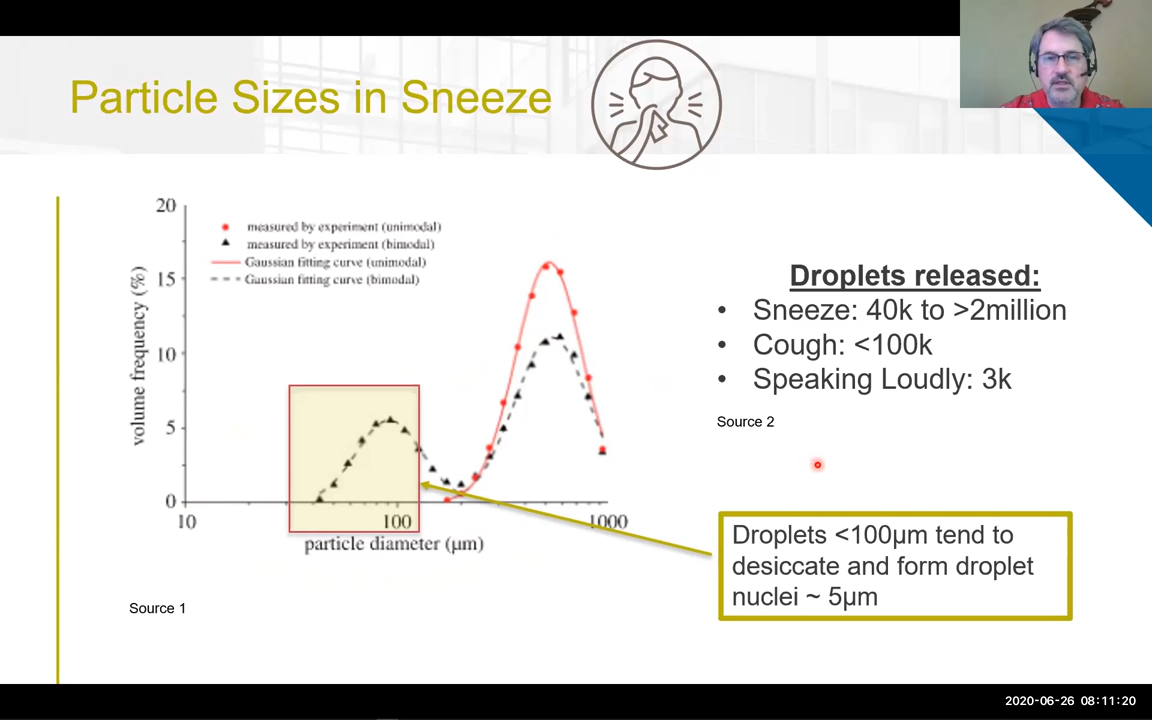 Particle Sizes in Sneeze
20
15
10
5
0
volume frequency (%)
measured by experiment (unimodal)
measured by experiment (bimodal)
Gaussian fitting curve (unimodal)
Gaussian fitting curve (bimodal)
10
100
1000
particle diameter (µm)
Source 1
Droplets released:
• Sneeze: 40k to >2million
• Cough: <100k
• Speaking Loudly: 3k
Source 2
Droplets <100µm tend to
desiccate and form droplet
nuclei ~ 5µm
2020-06-26 08:11:20